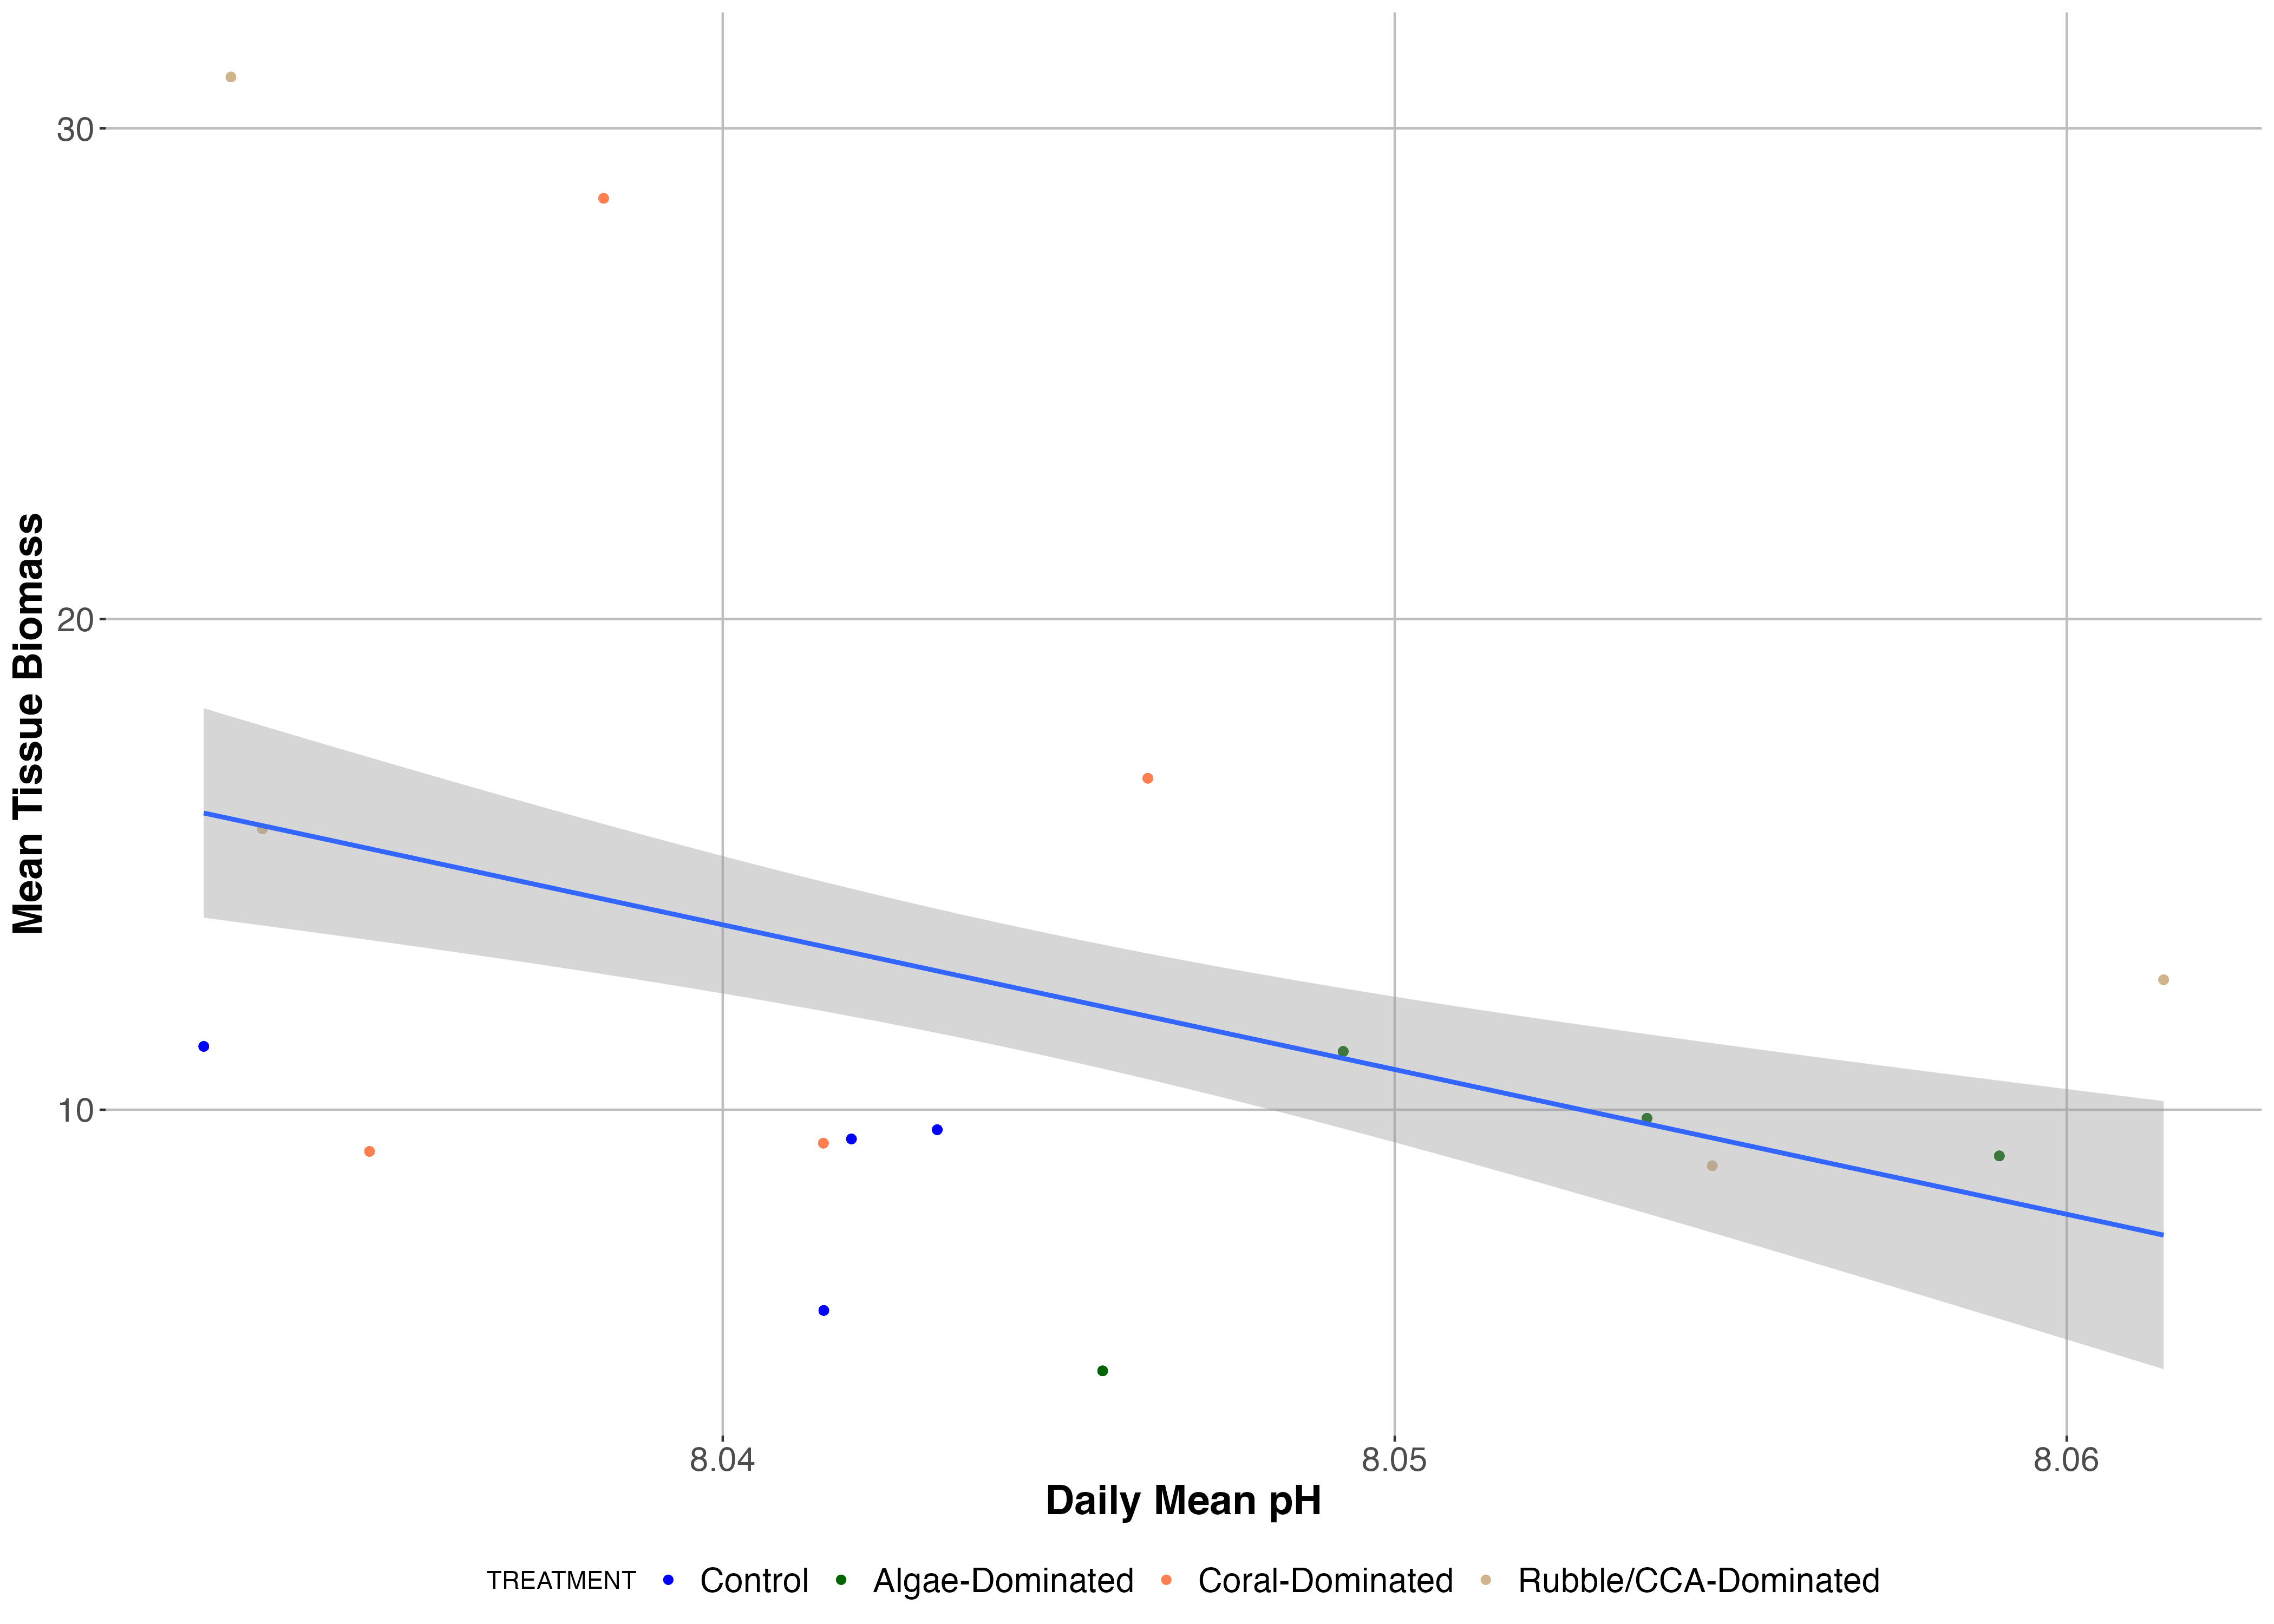 30
20
10
Mean Tissue Biomass
8.04 8.05 8.06
Daily Mean pH
TREATMENT Control Algae-Dominated Coral-Dominated Rubble/CCA-Dominated